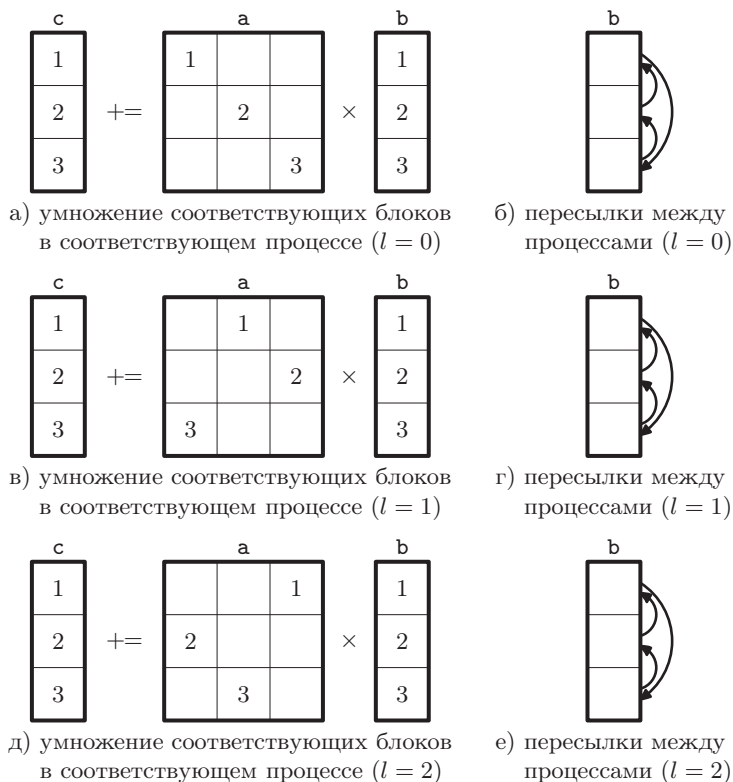 c a b b
1 1 1
2 += 2 × 2
3 3 3
а) умножение соответствующих блоков
в соответствующем процессе (l = 0)
б) пересылки между
процессами (l = 0)
c a b b
1 1 1
2 += 2 × 2
3 3 3
в) умножение соответствующих блоков
в соответствующем процессе (l = 1)
г) пересылки между
процессами (l = 1)
c a b b
1 1 1
2 += 2 × 2
3 3 3
д) умножение соответствующих блоков
в соответствующем процессе (l = 2)
е) пересылки между
процессами (l = 2)